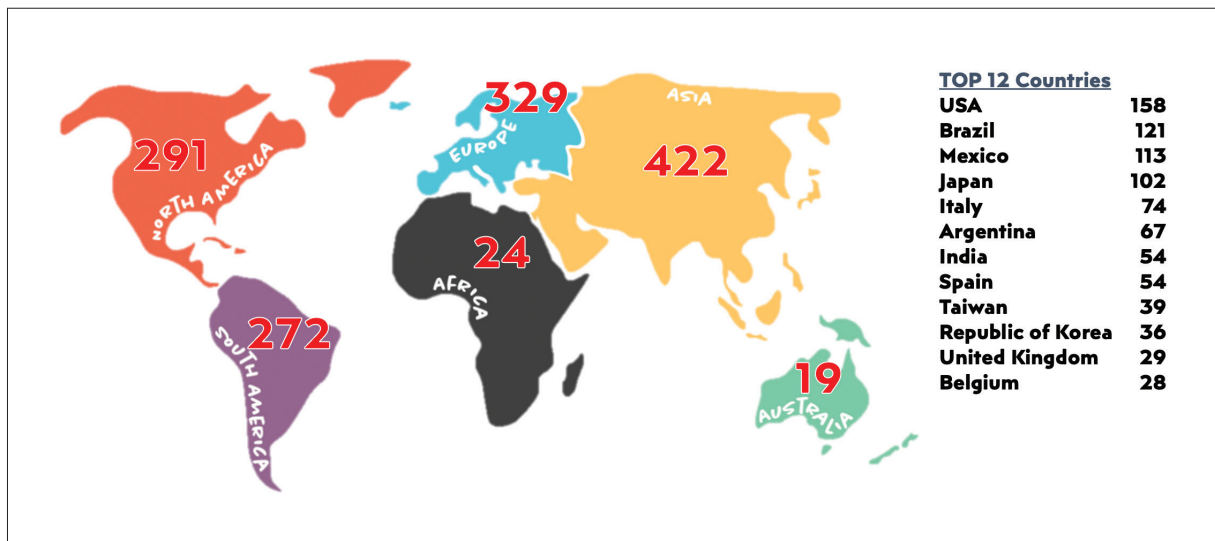 329
ASIA
291
EUROPE
422
NORTH AMERICA
24
AFRICA
272
SOUTH AMERICA
19
AUSTRALIA
TOP 12 Countries
USA 158
Brazil 121
Mexico 113
Japan 102
Italy 74
Argentina 67
India 54
Spain 54
Taiwan 39
Republic of Korea 36
United Kingdom 29
Belgium 28